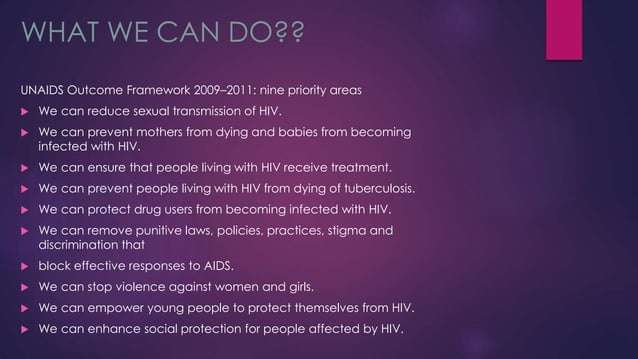 WHAT WE CAN DO??
UNAIDS Outcome Framework 2009–2011: nine priority areas
We can reduce sexual transmission of HIV.
We can prevent mothers from dying and babies from becoming
infected with HIV.
We can ensure that people living with HIV receive treatment.
We can prevent people living with HIV from dying of tuberculosis.
We can protect drug users from becoming infected with HIV.
We can remove punitive laws, policies, practices, stigma and
discrimination that
block effective responses to AIDS.
We can stop violence against women and girls.
We can empower young people to protect themselves from HIV.
We can enhance social protection for people affected by HIV.